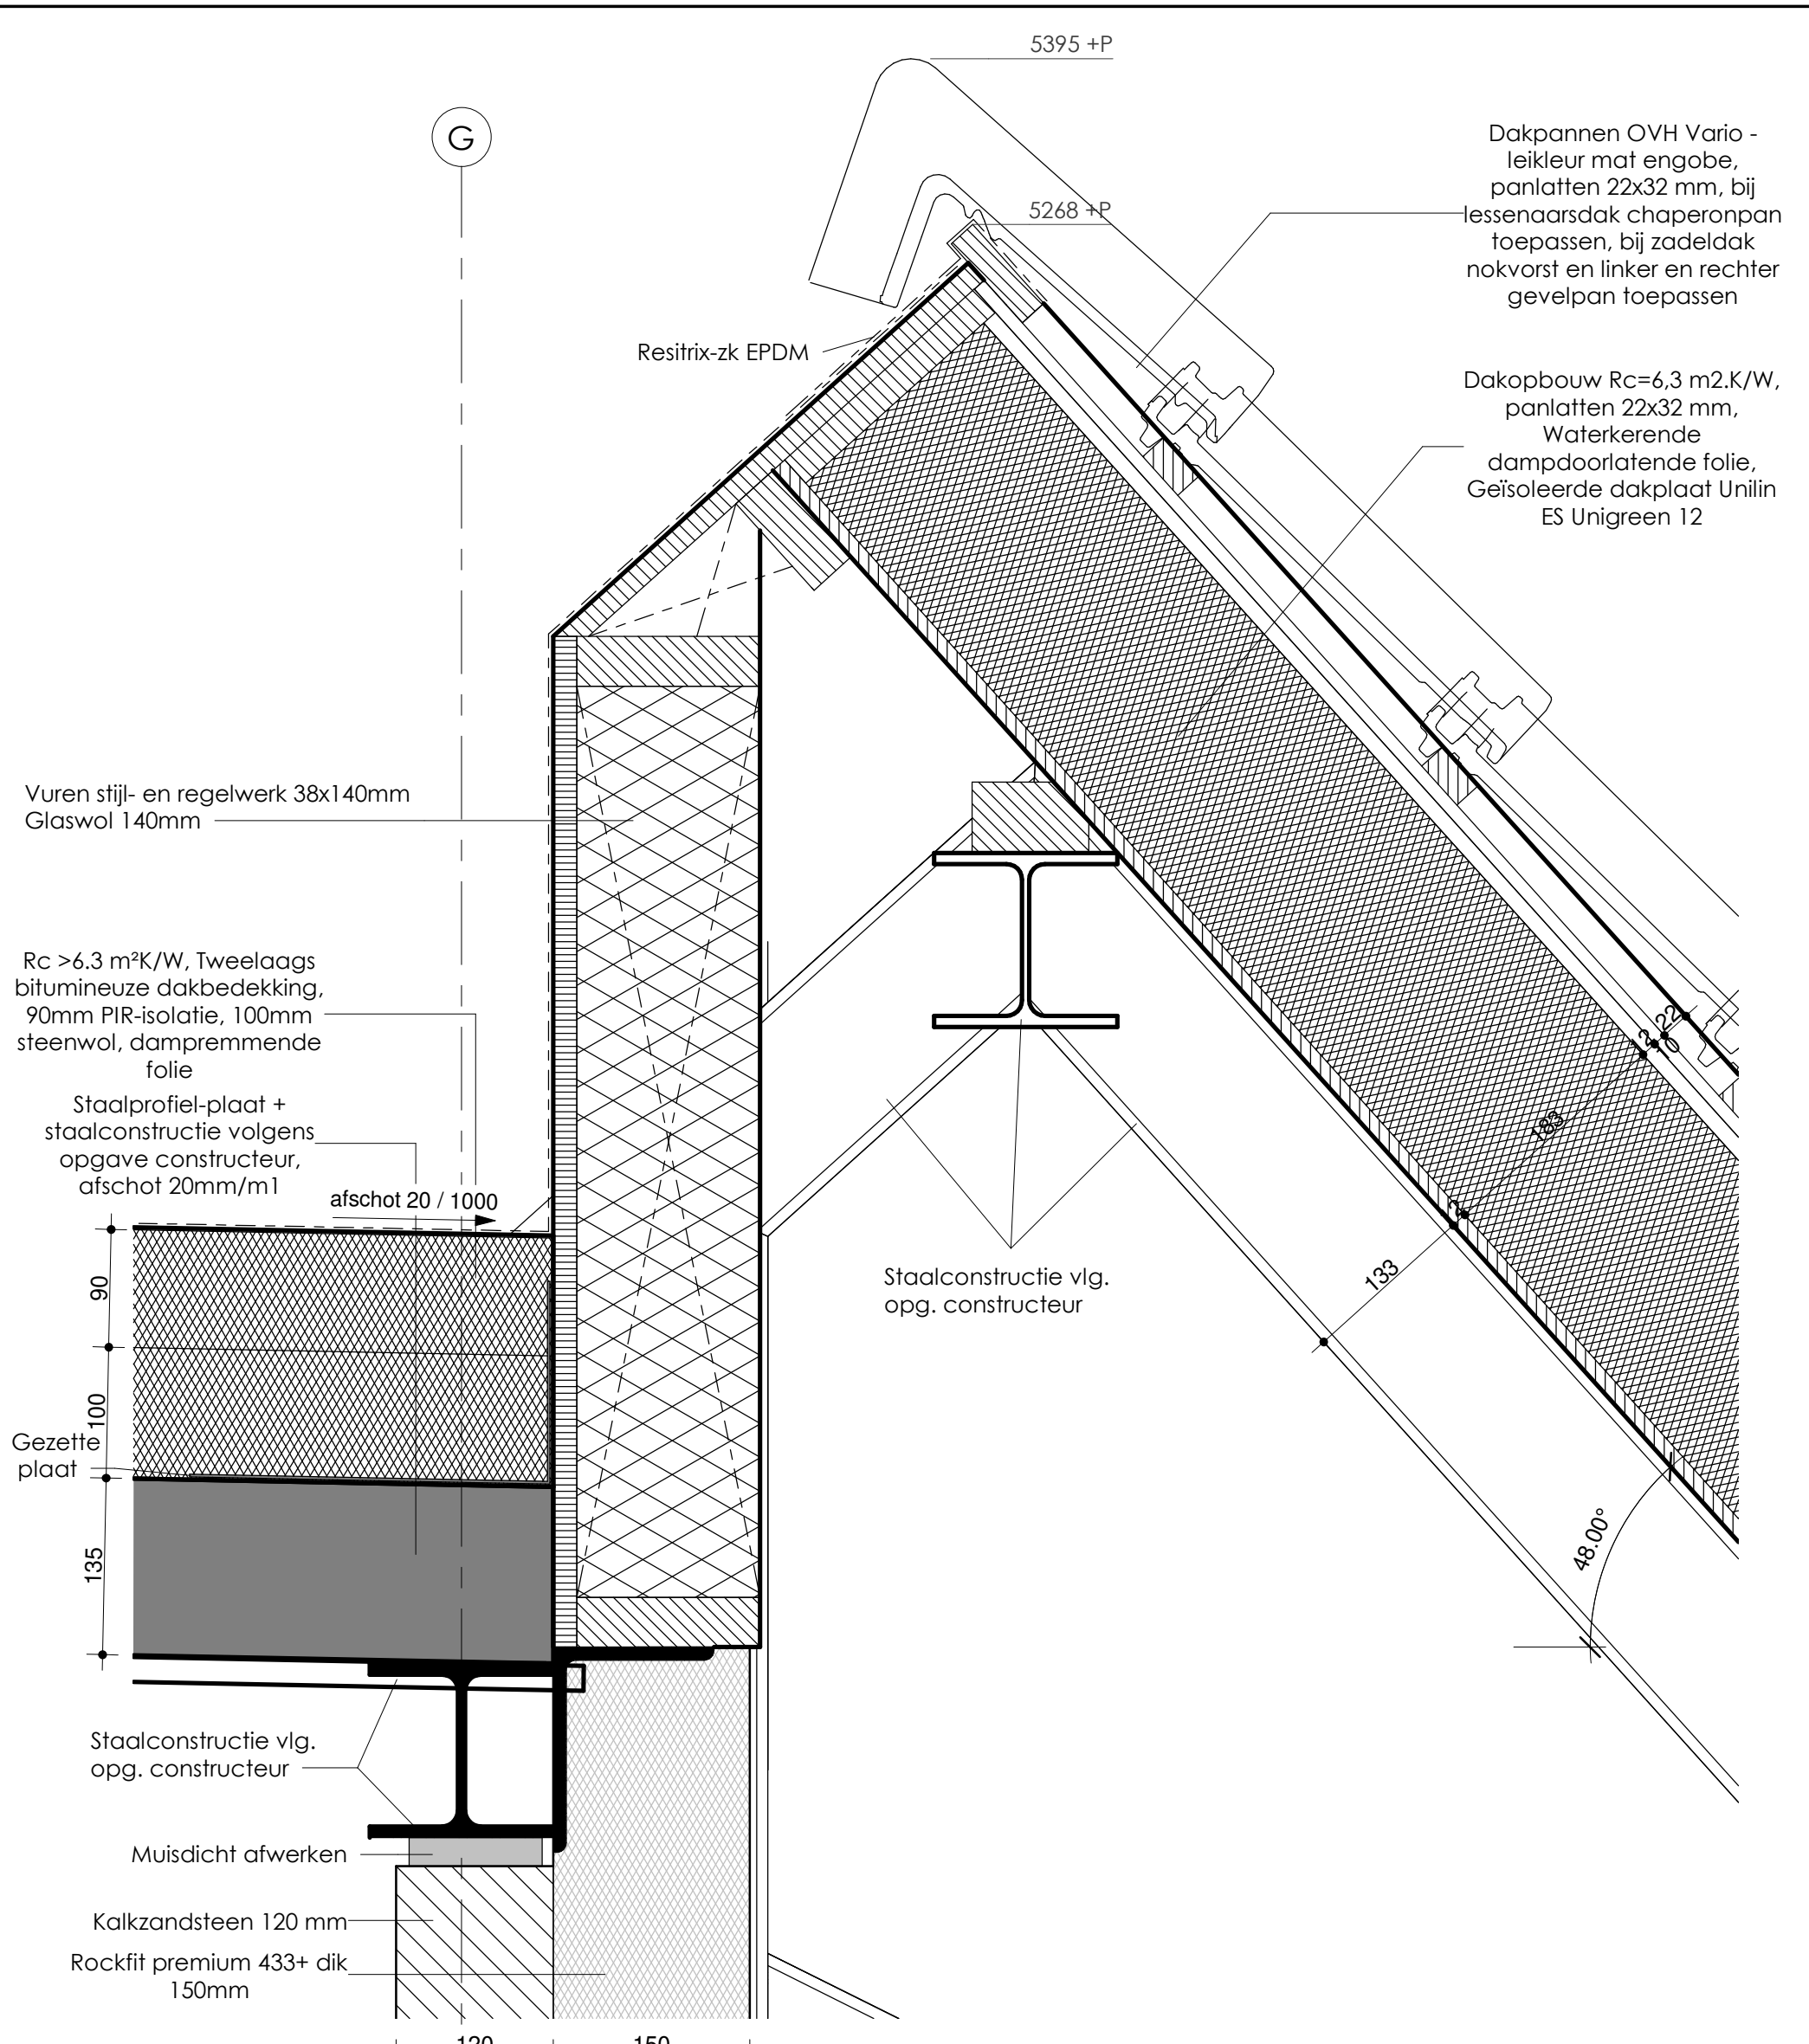 5395 +P
G
Dakpannen OVH Vario -
leikleur mat engobe,
panlatten 22x32 mm, bij
lessenaarsdak chaperonpan
toepassen, bij zadeldak
nokvorst en linker en rechter
gevelpan toepassen
5268 +P
Resitrix-zk EPDM
Dakopbouw Rc=6,3 m2.K/W,
panlatten 22x32 mm,
Waterkerende
dampdoorlatende folie,
Geïsoleerde dakplaat Unilin
ES Unigreen 12
Vuren stijl- en regelwerk 38x140mm
Glaswol 140mm
Rc >6.3 m²K/W, Tweelaags
bitumineuze dakbedekking,
90mm PIR-isolatie, 100mm
steenwol, dampremmende
folie
Staalprofiel-plaat +
staalconstructie volgens
opgave constructeur,
afschot 20mm/m1
afschot 20 / 1000
22
10
2
183
2
133
48.00°
90
100
135
Gezette
plaat
Staalconstructie vlg.
opg. constructeur
Staalconstructie vlg.
opg. constructeur
Muisdicht afwerken
Kalkzandsteen 120 mm
Rockfit premium 433+ dik
150mm
120
150